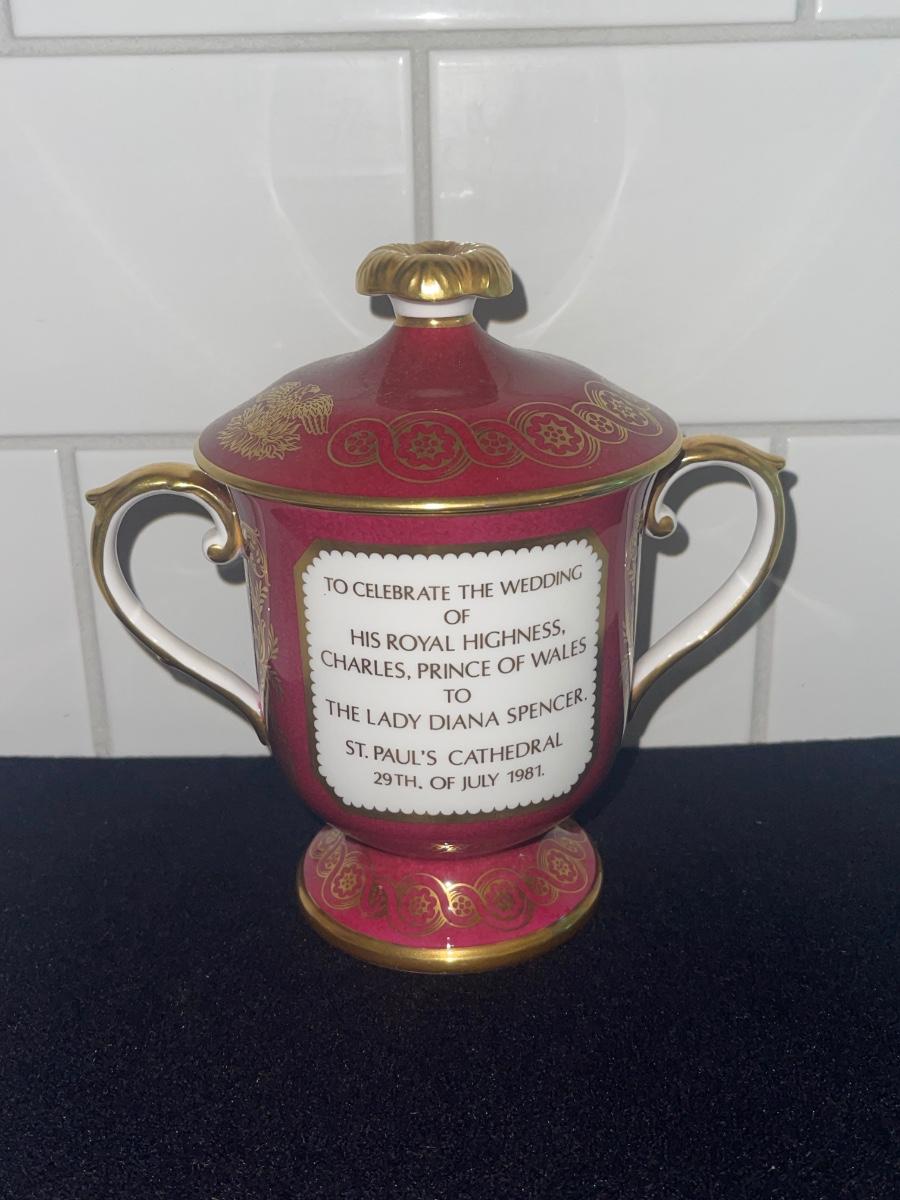 TO CELEBRATE THE WEDDING
OF
HIS ROYAL HIGHNESS,
CHARLES, PRINCE OF WALES
TO
THE LADY DIANA SPENCER.
ST. PAUL'S CATHEDRAL
29TH. OF JULY 1981.